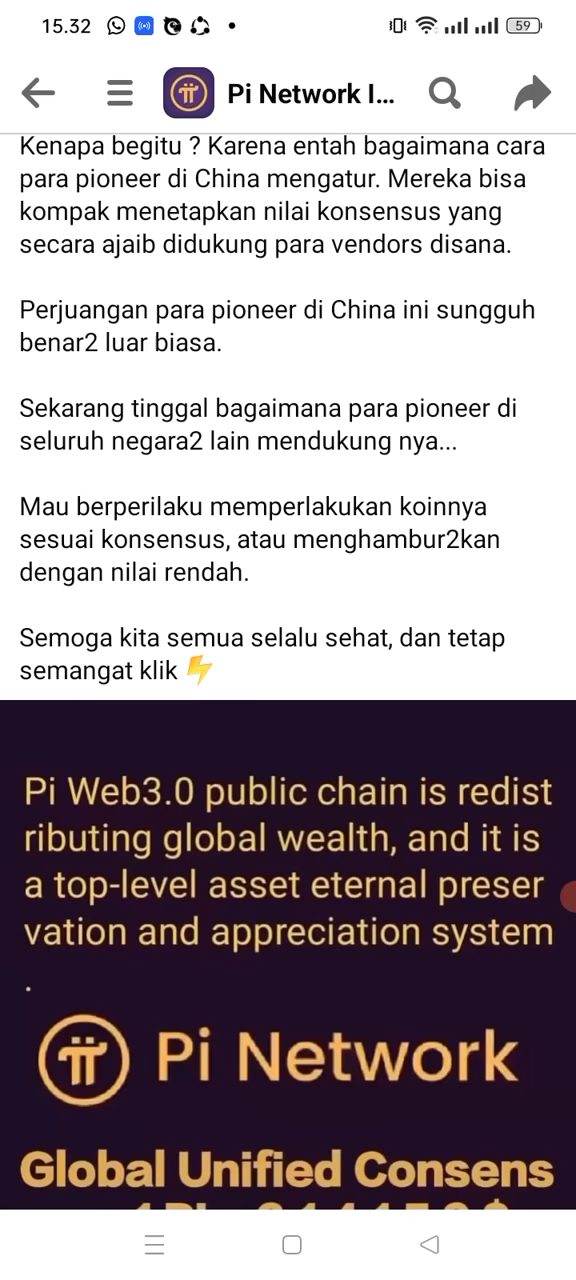 15.32
59
Pi Network I...
Kenapa begitu ? Karena entah bagaimana cara
para pioneer di China mengatur. Mereka bisa
kompak menetapkan nilai konsensus yang
secara ajaib didukung para vendors disana.
Perjuangan para pioneer di China ini sungguh
benar2 luar biasa.
Sekarang tinggal bagaimana para pioneer di
seluruh negara2 lain mendukung nya...
Mau berperilaku memperlakukan koinnya
sesuai konsensus, atau menghambur2kan
dengan nilai rendah.
Semoga kita semua selalu sehat, dan tetap
semangat klik ⚡
Pi Web3.0 public chain is redist
ributing global wealth, and it is
a top-level asset eternal preser
vation and appreciation system
.
Pi Network
Global Unified Consens